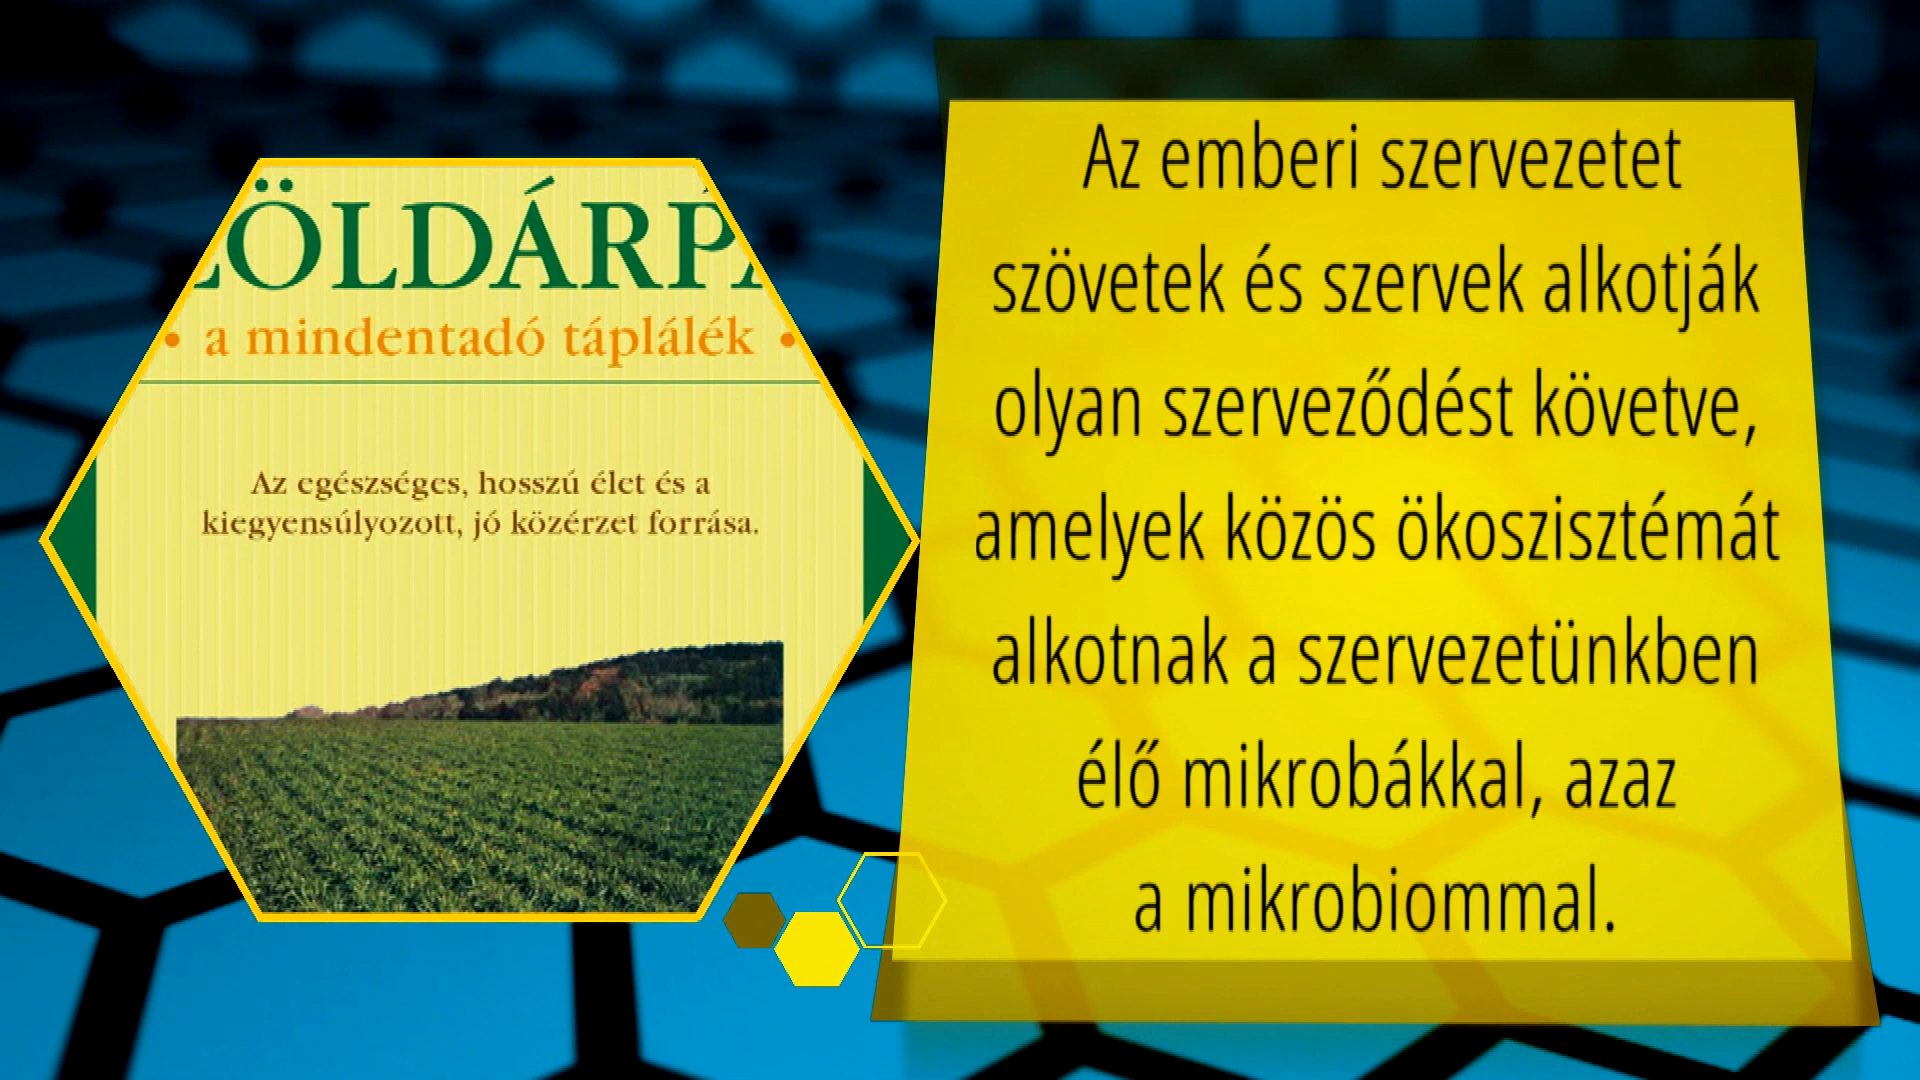 ÖLDÁRP
• a mindentadó táplálék •
Az egészséges, hosszú élet és a
kiegyensúlyozott, jó közérzet forrása.
Az emberi szervezetet
szövetek és szervek alkotják
olyan szerveződést követve,
amelyek közös ökoszisztémát
alkotnak a szervezetünkben
élő mikrobákkal, azaz
a mikrobiommal.